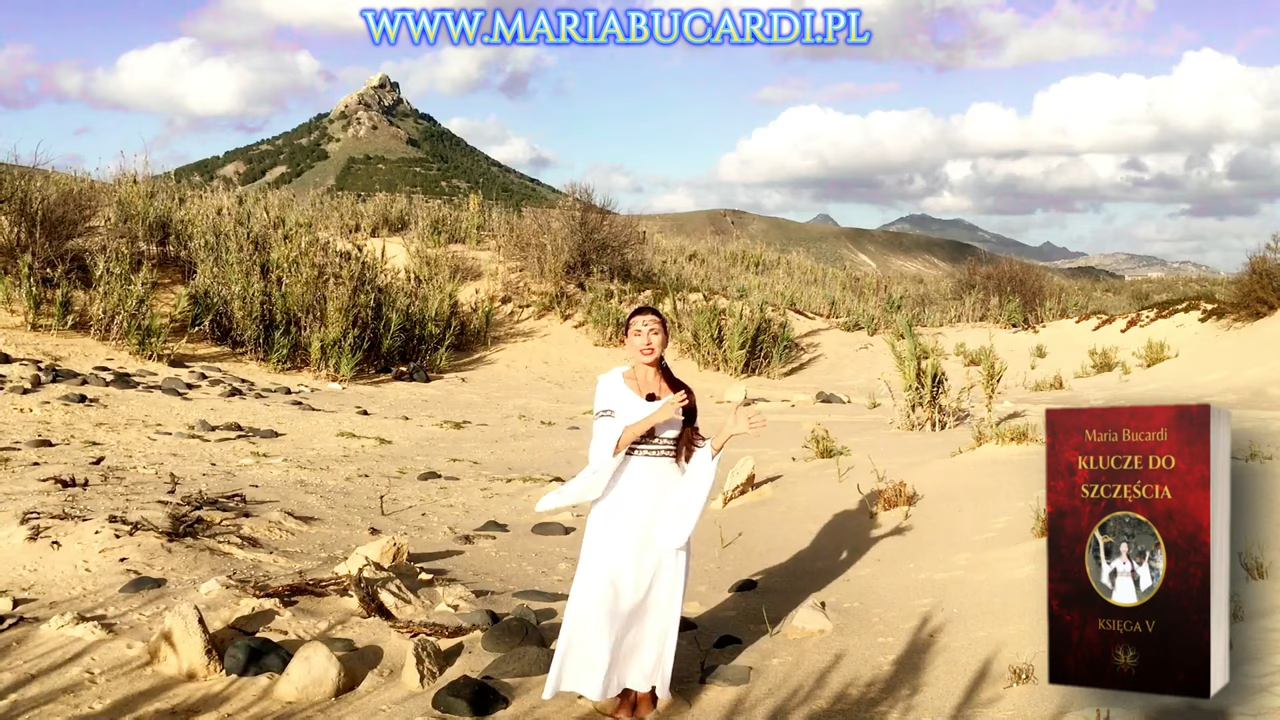 WWW.MARIABUCARDI.PL
Maria Bucardi
KLUCZE DO
SZCZĘŚCIA
KSIĘGA V